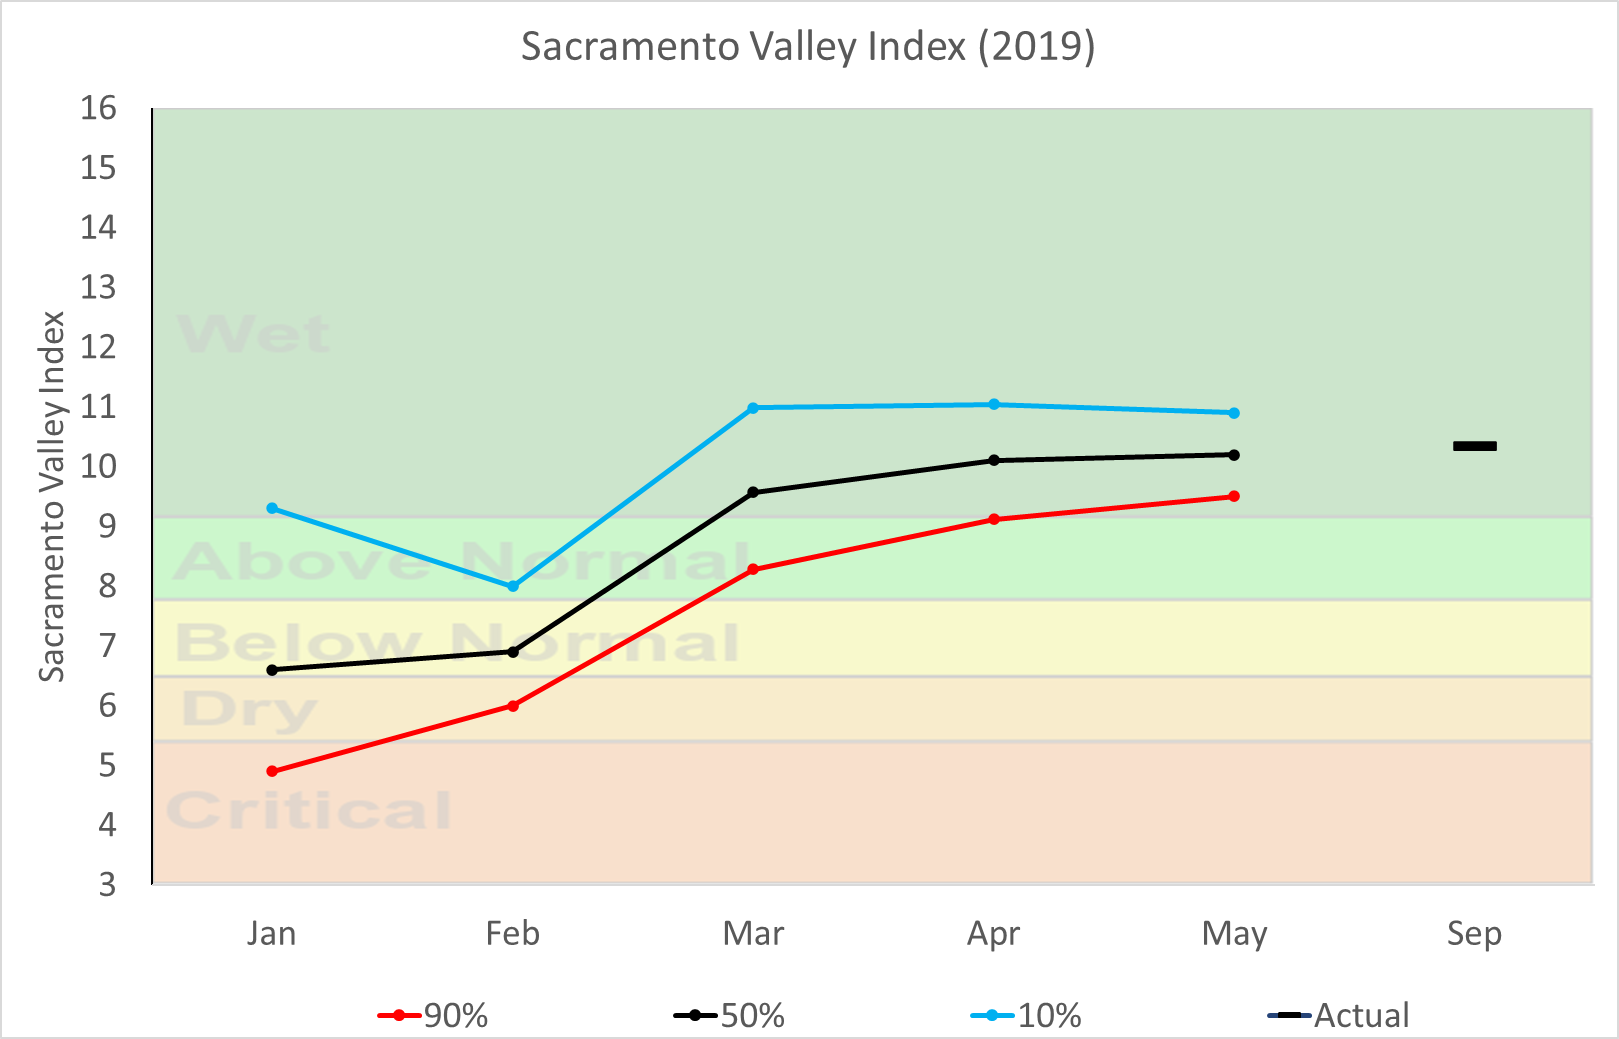 Sacramento Valley Index (2019)
16
15
14
13
12
11
10
9
8
7
6
5
4
3
Sacramento Valley Index
Wet
Above Normal
Below Normal
Dry
Critical
Jan Feb Mar Apr May Sep
90% 50% 10% Actual